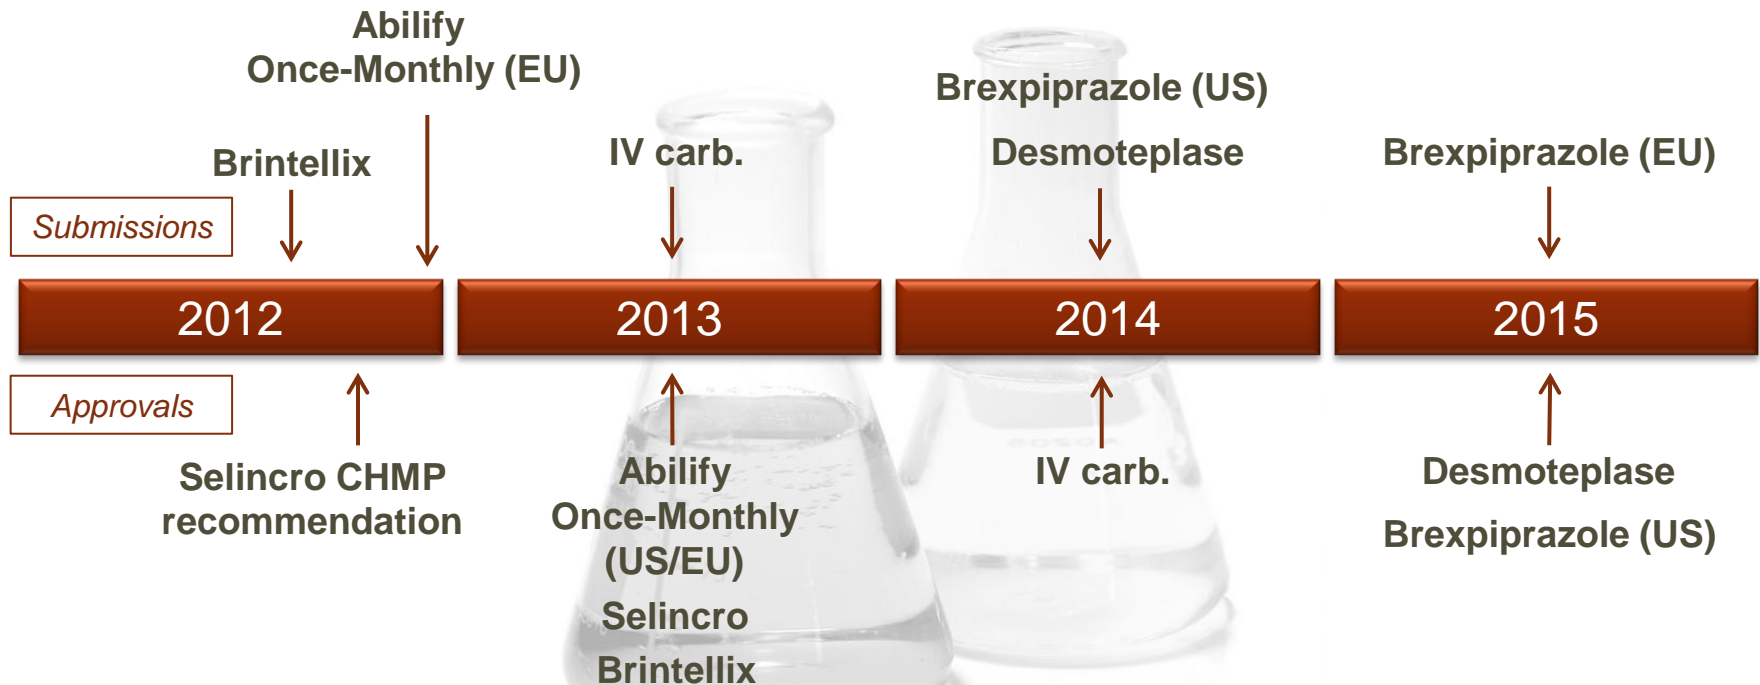 Abilify
Once-Monthly (EU)
Brexpiprazole (US)
Brintellix
IV carb.
Desmoteplase
Brexpiprazole (EU)
Submissions
2012
2013
2014
2015
Approvals
Selincro CHMP
recommendation
Abilify
Once-Monthly
(US/EU)
Selincro
Brintellix
IV carb.
Desmoteplase
Brexpiprazole (US)